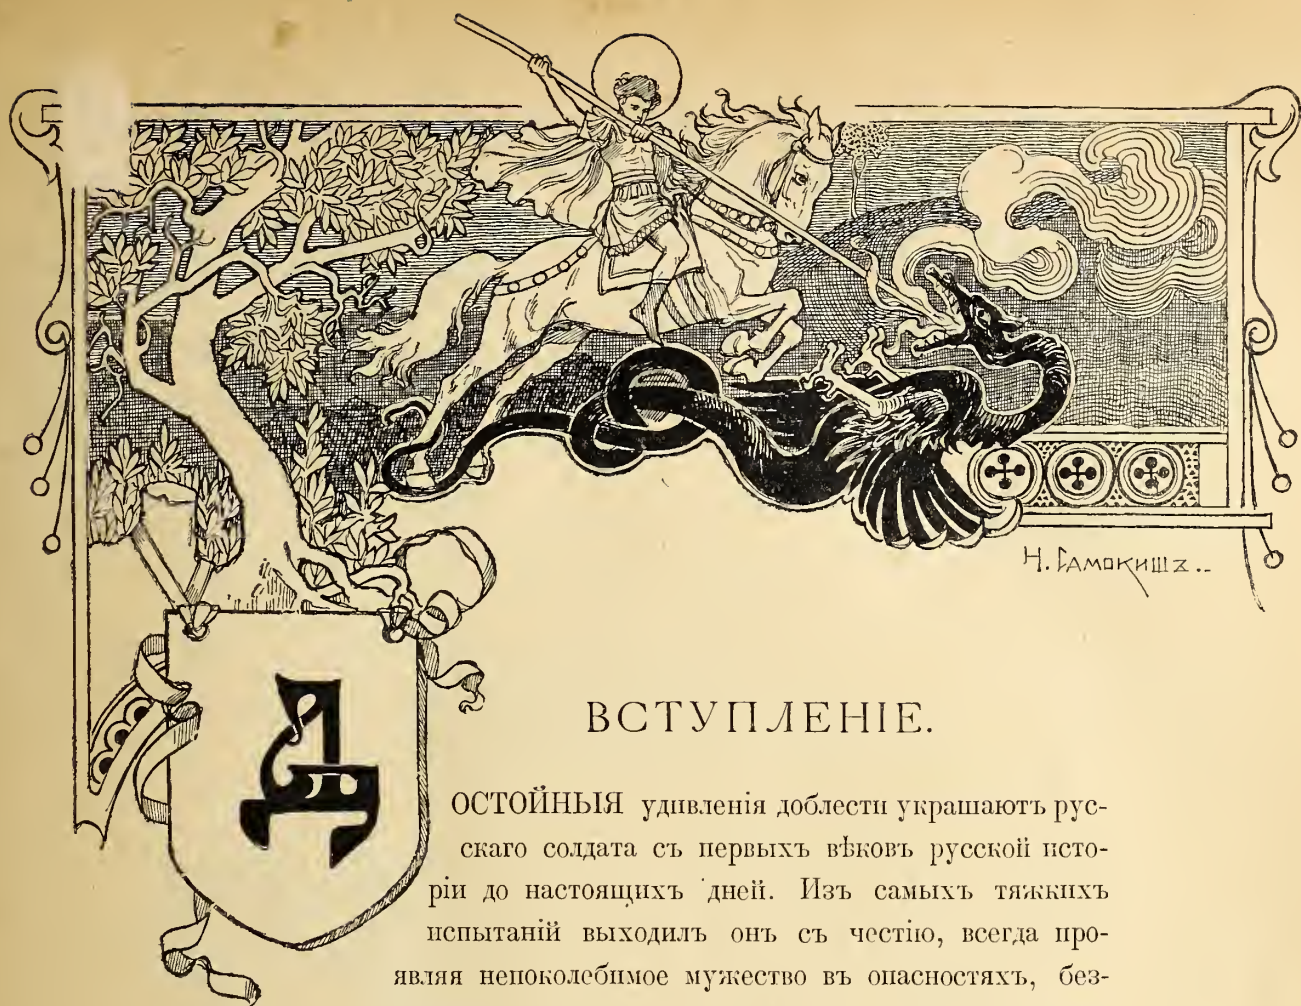 Н. САМОКИШЪ..
ВСТУПЛЕНІЕ.
ДОСТОЙНЫЯ удивленія доблести украшаютъ рус-
скаго солдата съ первыхъ вѣковъ русской исто-
ріи до настоящихъ дней. Изъ самыхъ тяжкихъ
испытаній выходилъ онъ съ честію, всегда про-
являя непоколебимое мужество въ опасностяхъ, без-